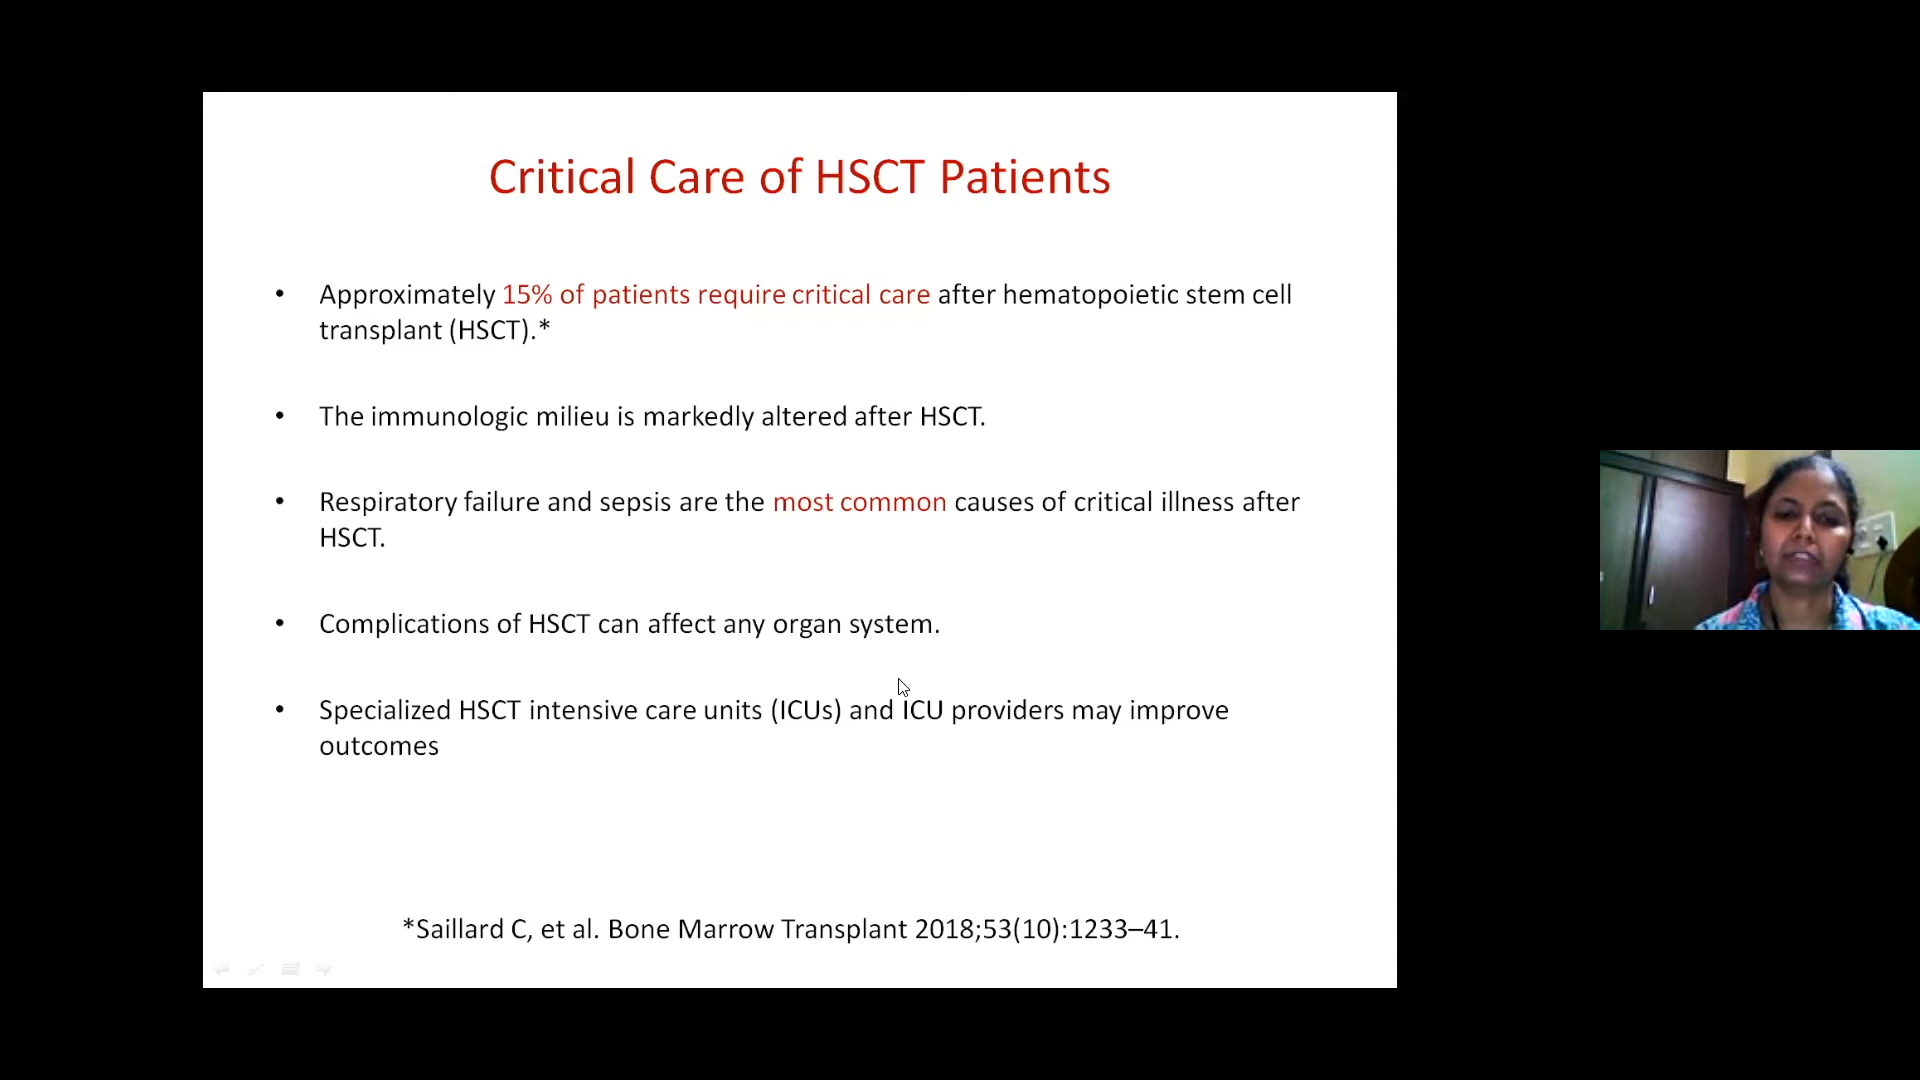 Critical Care of HSCT Patients
• Approximately 15% of patients require critical care after hematopoietic stem cell
transplant (HSCT).*
• The immunologic milieu is markedly altered after HSCT.
• Respiratory failure and sepsis are the most common causes of critical illness after
HSCT.
• Complications of HSCT can affect any organ system.
• Specialized HSCT intensive care units (ICUs) and ICU providers may improve
outcomes
*Saillard C, et al. Bone Marrow Transplant 2018;53(10):1233–41.